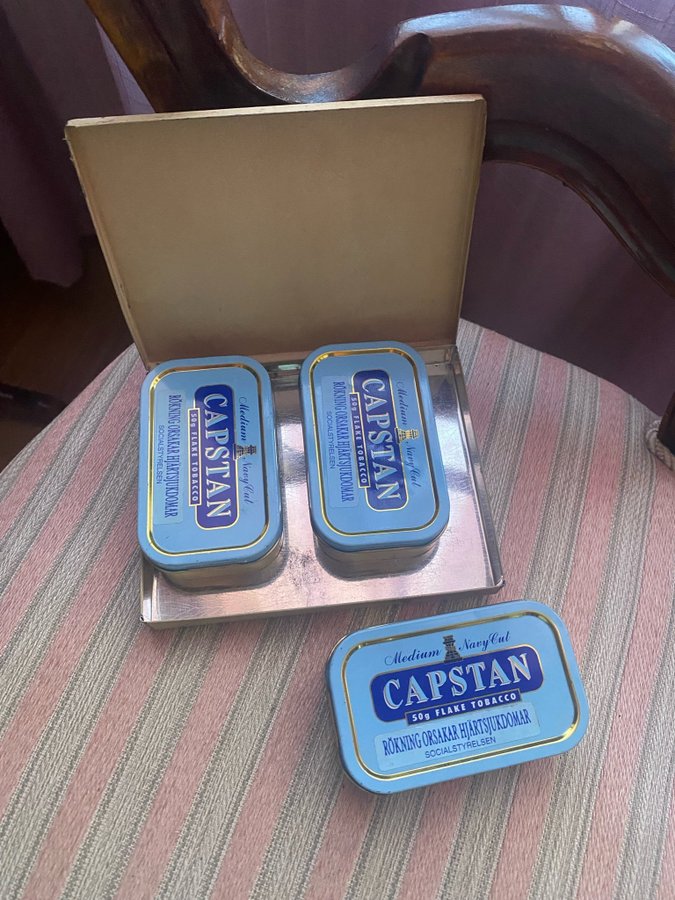 Medium Navy Cut
CAPSTAN
50g FLAKE TOBACCO
RÖKNING ORSAKAR HJÄRTSJUKDOMAR
SOCIALSTYRELSEN
Medium Navy Cut
CAPSTAN
50g FLAKE TOBACCO
RÖKNING ORSAKAR HJÄRTSJUKDOMAR
SOCIALSTYRELSEN
Medium Navy Cut
CAPSTAN
50g FLAKE TOBACCO
RÖKNING ORSAKAR HJÄRTSJUKDOMAR
SOCIALSTYRELSEN